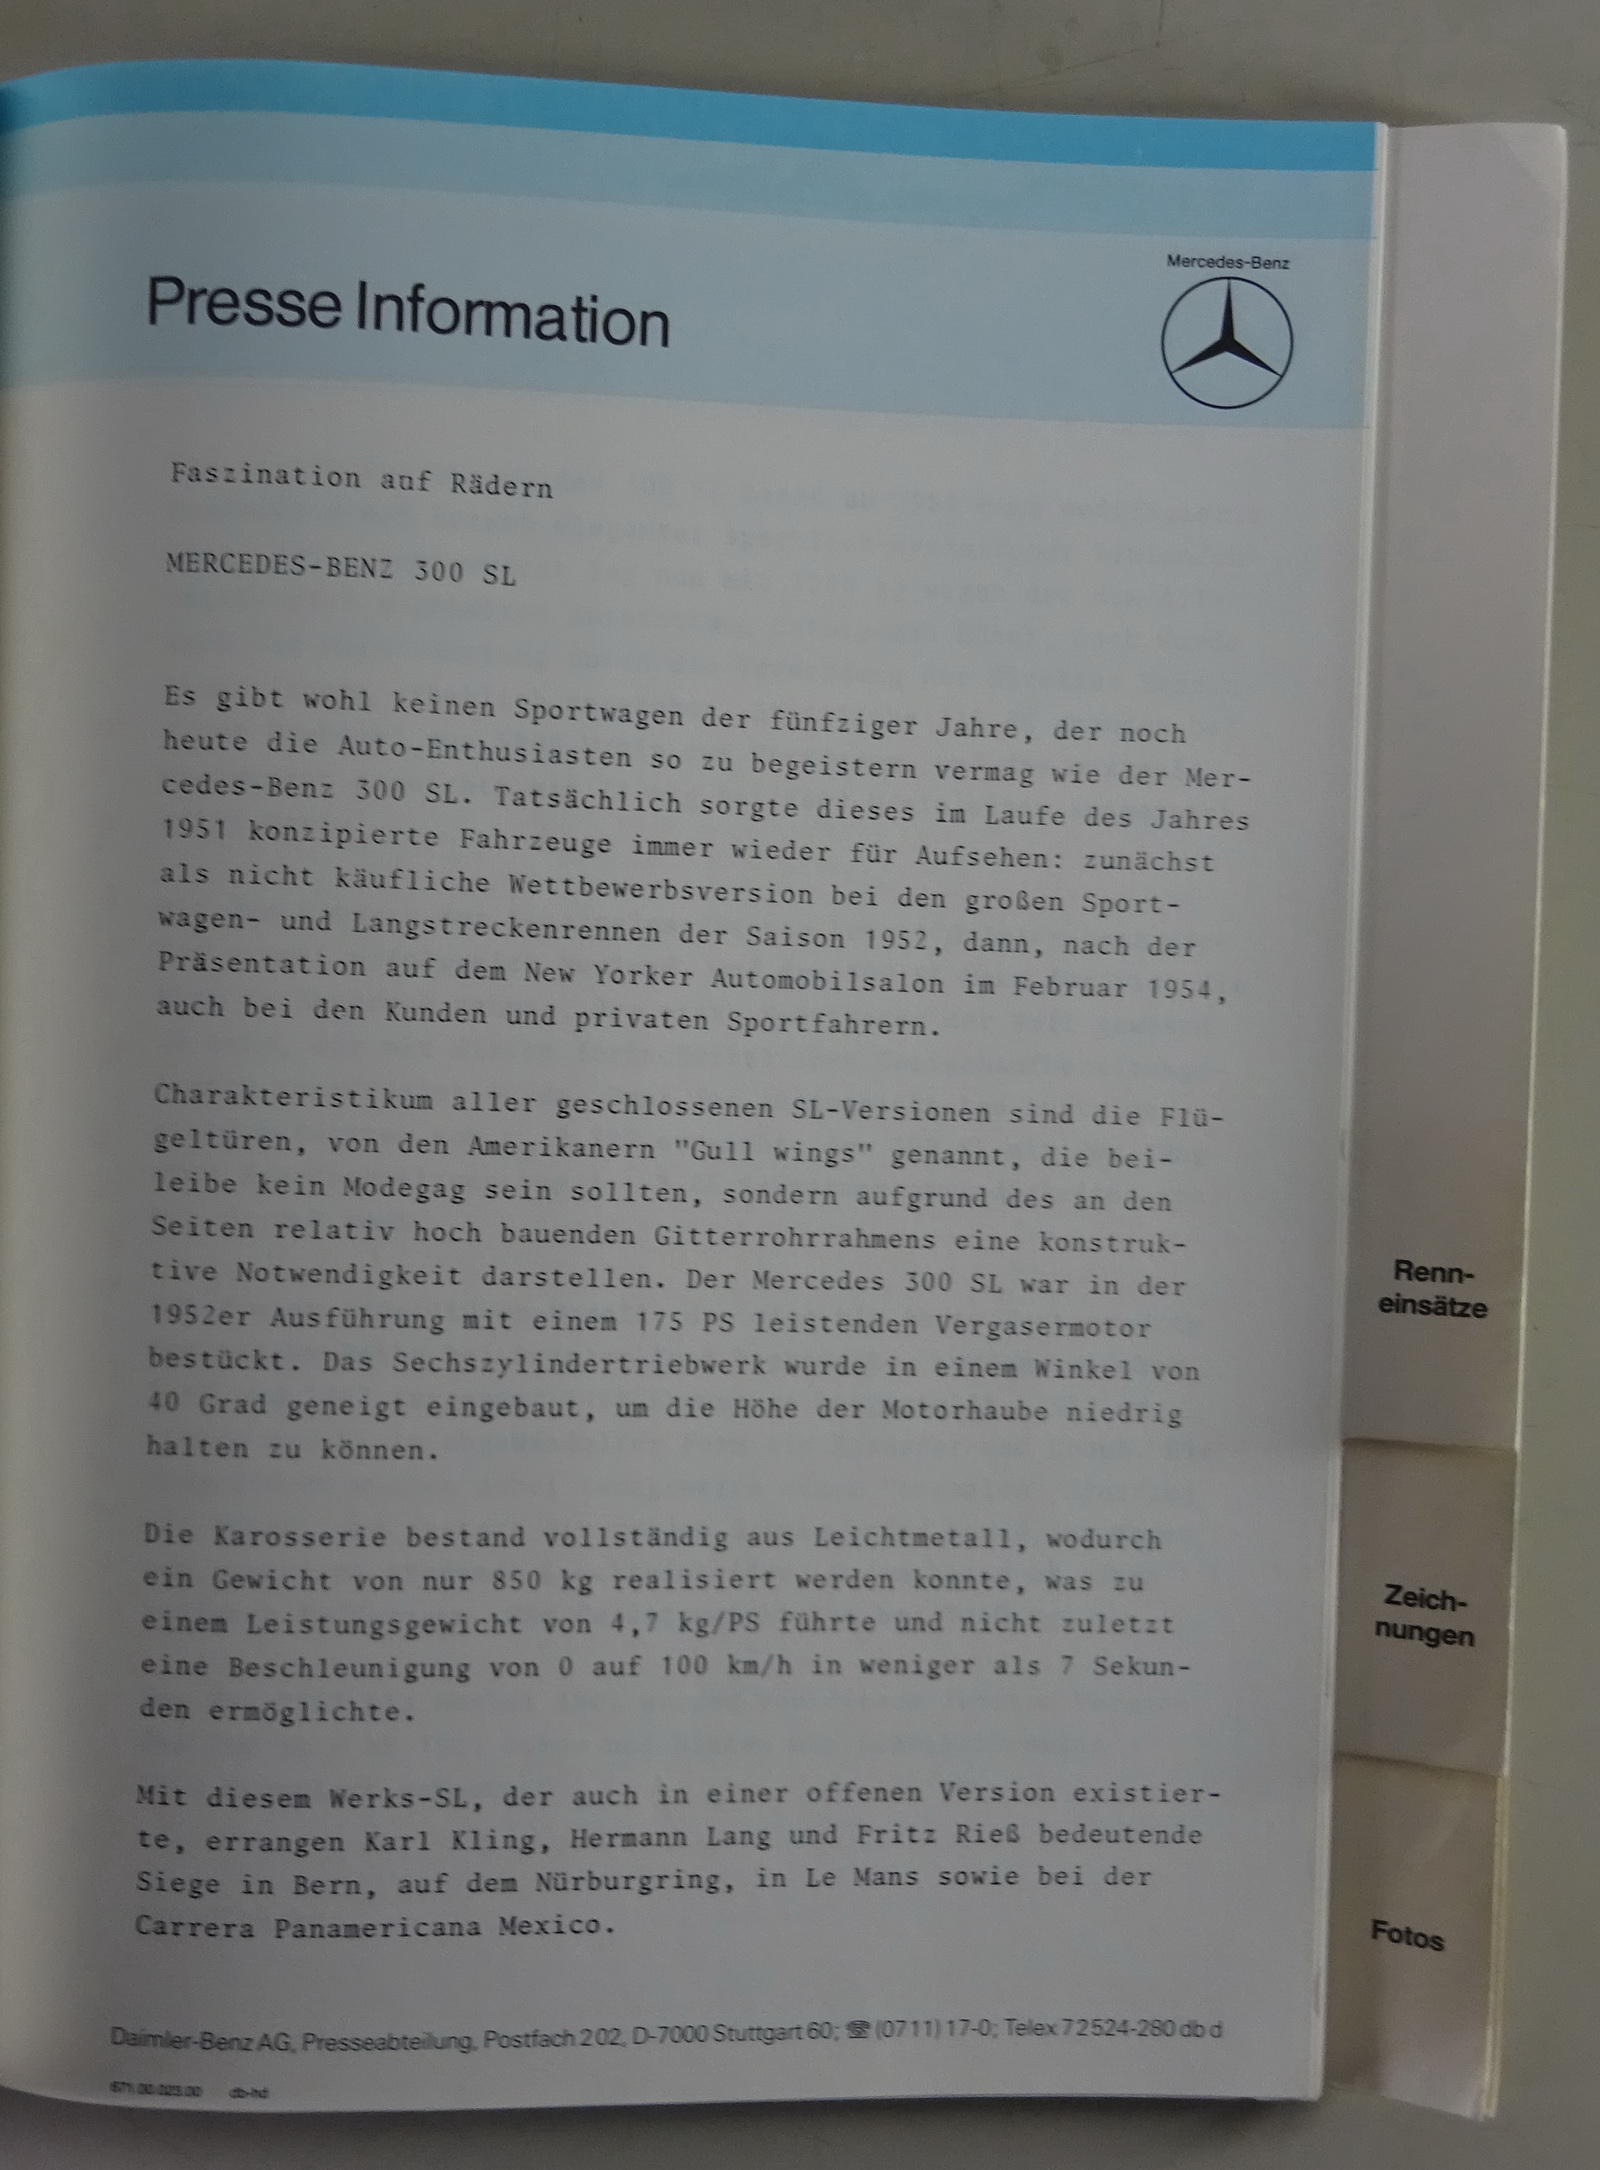 Mercedes-Benz
Presse Information
Faszination auf Rädern
MERCEDES-BENZ 300 SL
Es gibt wohl keinen Sportwagen der fünfziger Jahre, der noch
heute die Auto-Enthusiasten so zu begeistern vermag wie der Mer-
cedes-Benz 300 SL. Tatsächlich sorgte dieses im Laufe des Jahres
1951 konzipierte Fahrzeuge immer wieder für Aufsehen: zunächst
als nicht käufliche Wettbewerbsversion bei den großen Sport-
wagen- und Langstreckenrennen der Saison 1952, dann, nach der
Präsentation auf dem New Yorker Automobilsalon im Februar 1954,
auch bei den Kunden und privaten Sportfahrern.
Charakteristikum aller geschlossenen SL-Versionen sind die Flü-
geltüren, von den Amerikanern "Gull wings" genannt, die bei-
leibe kein Modegag sein sollten, sondern aufgrund des an den
Seiten relativ hoch bauenden Gitterrohrrahmens eine konstruk-
tive Notwendigkeit darstellen. Der Mercedes 300 SL war in der
1952er Ausführung mit einem 175 PS leistenden Vergasermotor
bestückt. Das Sechszylindertriebwerk wurde in einem Winkel von
40 Grad geneigt eingebaut, um die Höhe der Motorhaube niedrig
halten zu können.
Die Karosserie bestand vollständig aus Leichtmetall, wodurch
ein Gewicht von nur 850 kg realisiert werden konnte, was zu
einem Leistungsgewicht von 4,7 kg/PS führte und nicht zuletzt
eine Beschleunigung von 0 auf 100 km/h in weniger als 7 Sekun-
den ermöglichte.
Mit diesem Werks-SL, der auch in einer offenen Version existier-
te, errangen Karl Kling, Hermann Lang und Fritz Rieß bedeutende
Siege in Bern, auf dem Nürburgring, in Le Mans sowie bei der
Carrera Panamericana Mexico.
Daimler-Benz AG, Presseabteilung, Postfach 202, D-7000 Stuttgart 60; ☏ (0711) 17-0; Telex 72524-280 db d
db-hd
Renn-
einsätze
Zeich-
nungen
Fotos